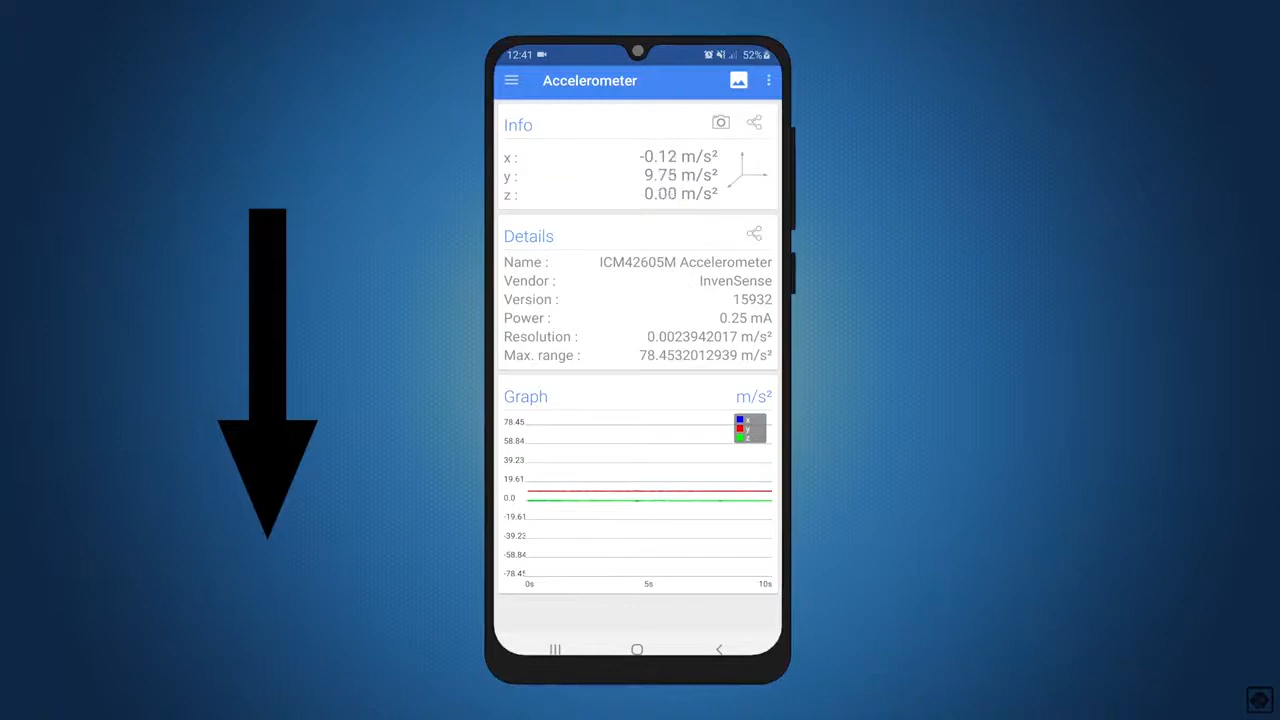 12:41 52%
Accelerometer
Info
x : -0.12 m/s²
y : 9.75 m/s²
z : 0.00 m/s²
Details
Name : ICM42605M Accelerometer
Vendor : InvenSense
Version : 15932
Power : 0.25 mA
Resolution : 0.0023942017 m/s²
Max. range : 78.4532012939 m/s²
Graph m/s²
x
y
z
78.45
58.84
39.23
19.61
0.0
-19.61
-39.23
-58.84
-78.45
0s 5s 10s